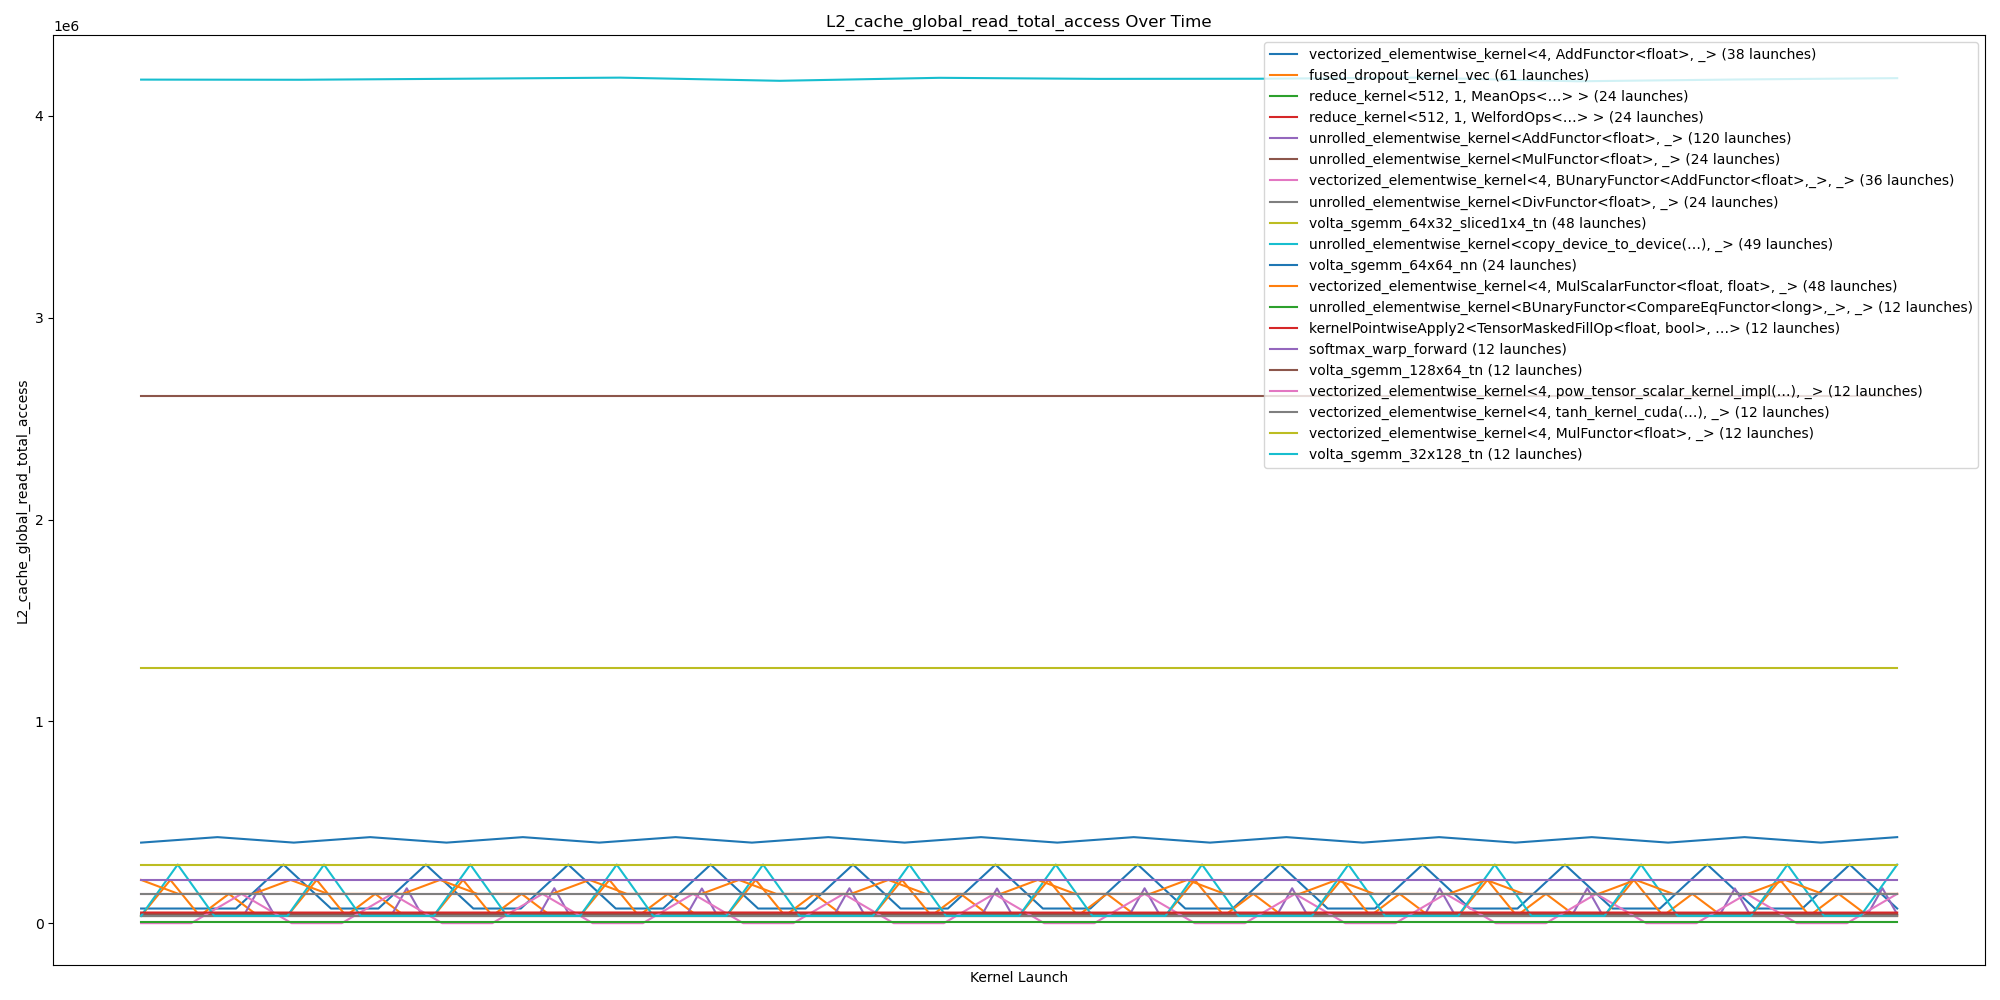 L2_cache_global_read_total_access Over Time
1e6
vectorized_elementwise_kernel<4, AddFunctor<float>, _> (38 launches)
fused_dropout_kernel_vec (61 launches)
reduce_kernel<512, 1, MeanOps<...> > (24 launches)
reduce_kernel<512, 1, WelfordOps<...> > (24 launches)
unrolled_elementwise_kernel<AddFunctor<float>, _> (120 launches)
unrolled_elementwise_kernel<MulFunctor<float>, _> (24 launches)
vectorized_elementwise_kernel<4, BUnaryFunctor<AddFunctor<float>,_>, _> (36 launches)
unrolled_elementwise_kernel<DivFunctor<float>, _> (24 launches)
volta_sgemm_64x32_sliced1x4_tn (48 launches)
unrolled_elementwise_kernel<copy_device_to_device(...), _> (49 launches)
volta_sgemm_64x64_nn (24 launches)
vectorized_elementwise_kernel<4, MulScalarFunctor<float, float>, _> (48 launches)
unrolled_elementwise_kernel<BUnaryFunctor<CompareEqFunctor<long>,_>, _> (12 launches)
kernelPointwiseApply2<TensorMaskedFillOp<float, bool>, ...> (12 launches)
softmax_warp_forward (12 launches)
volta_sgemm_128x64_tn (12 launches)
vectorized_elementwise_kernel<4, pow_tensor_scalar_kernel_impl(...), _> (12 launches)
vectorized_elementwise_kernel<4, tanh_kernel_cuda(...), _> (12 launches)
vectorized_elementwise_kernel<4, MulFunctor<float>, _> (12 launches)
volta_sgemm_32x128_tn (12 launches)
L2_cache_global_read_total_access
4
3
2
1
0
Kernel Launch